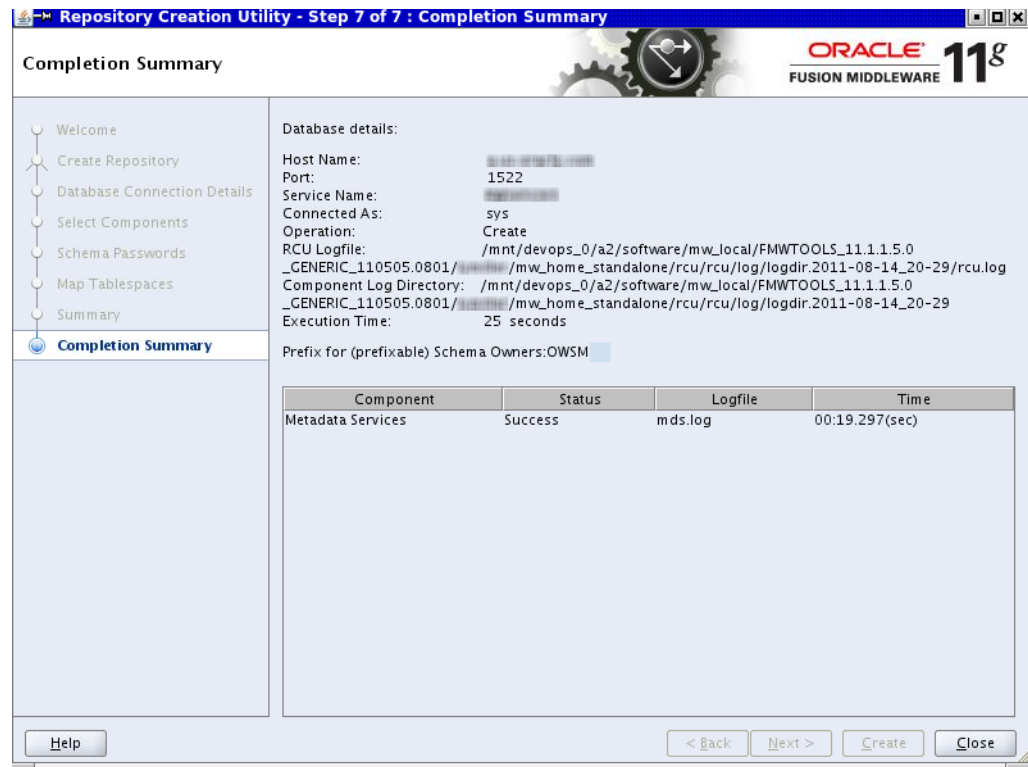 Repository Creation Utility - Step 7 of 7 : Completion Summary
Completion Summary
ORACLE
FUSION MIDDLEWARE
11g
Welcome
Create Repository
Database Connection Details
Select Components
Schema Passwords
Map Tablespaces
Summary
Completion Summary
Database details:
Host Name:
Port: 1522
Service Name:
Connected As: sys
Operation: Create
RCU Logfile: /mnt/devops_0/a2/software/mw_local/FMWTOOLS_11.1.1.5.0
_GENERIC_110505.0801/ /mw_home_standalone/rcu/rcu/log/logdir.2011-08-14_20-29/rcu.log
Component Log Directory: /mnt/devops_0/a2/software/mw_local/FMWTOOLS_11.1.1.5.0
_GENERIC_110505.0801/ /mw_home_standalone/rcu/rcu/log/logdir.2011-08-14_20-29
Execution Time: 25 seconds
Prefix for (prefixable) Schema Owners:OWSM
Component Status Logfile Time
Metadata Services Success mds.log 00:19.297(sec)
Help < Back Next > Create Close